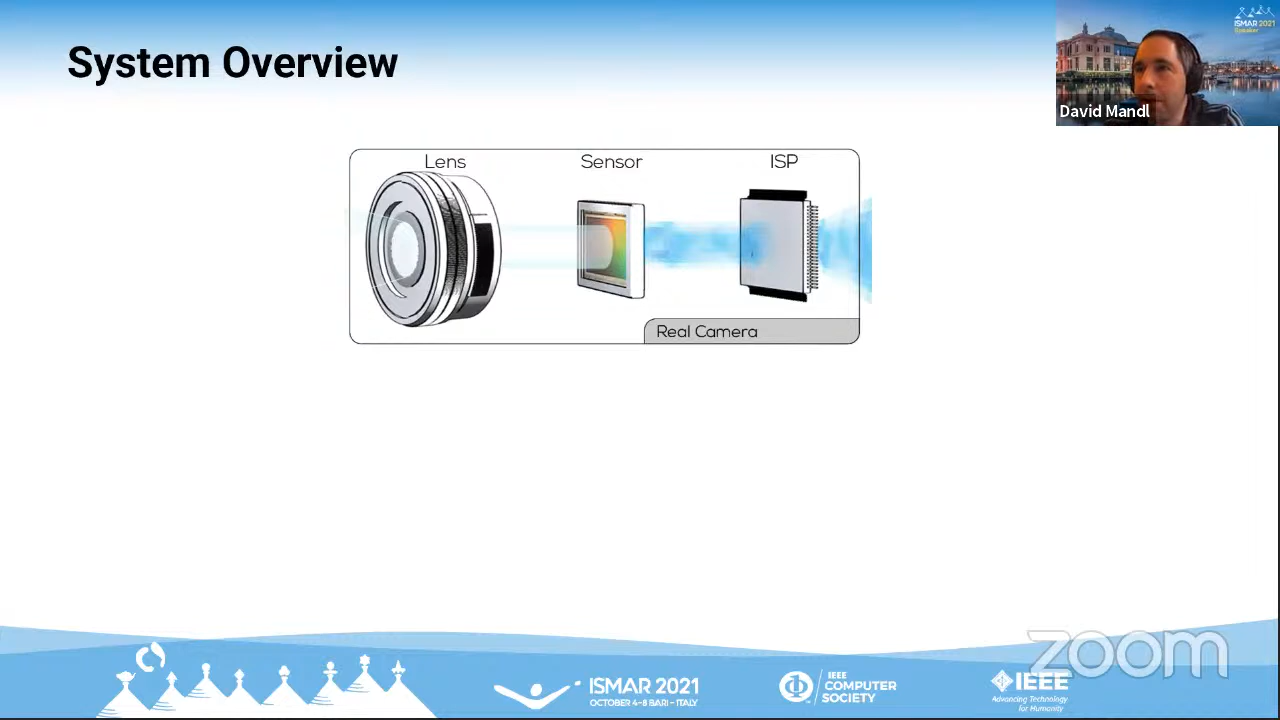 System Overview
ISMAR 2021
Speaker
David Mandl
Lens
Sensor
ISP
Real Camera
zoom
ISMAR 2021
OCTOBER 4-8 BARI - ITALY
IEEE
COMPUTER
SOCIETY
IEEE
Advancing Technology
for Humanity